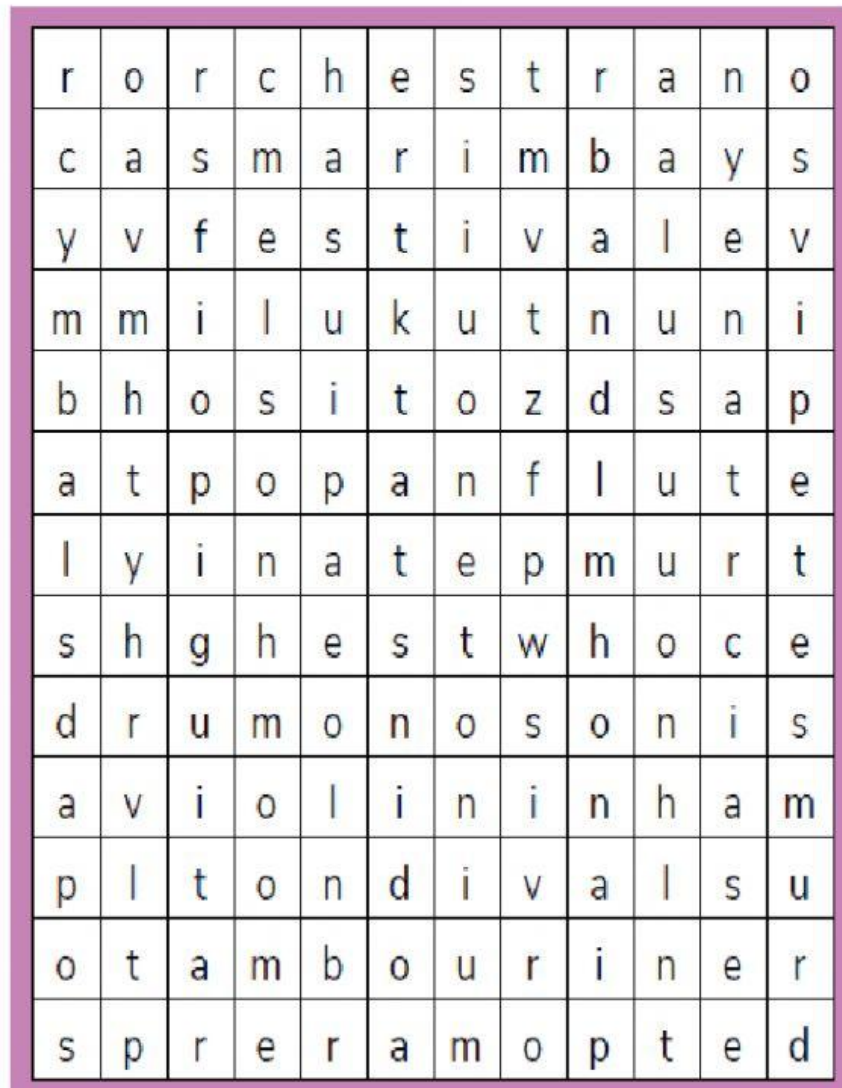 r o r c h e s t r a n o
c a s m a r i m b a y s
y v f e s t i v a l e v
m m i l u k u t n u n i
b h o s i t o z d s a p
a t p o p a n f l u t e
l y i n a t e p m u r t
s h g h e s t w h o c e
d r u m o n o s o n i s
a v i o l i n i n h a m
p l t o n d i v a l s u
o t a m b o u r i n e r
s p r e r a m o p t e d